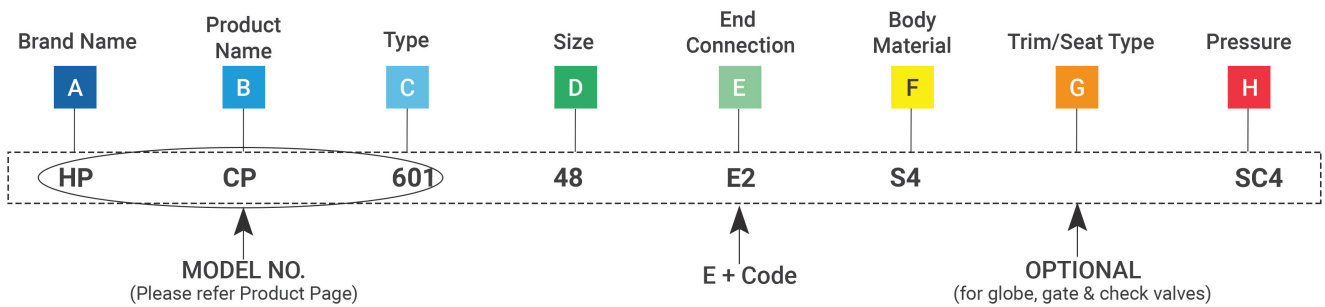 Brand Name
Product
Name
Type
Size
End
Connection
Body
Material
Trim/Seat Type
Pressure
A B C D E F G H
HP CP 601 48 E2 S4 SC4
MODEL NO.
(Please refer Product Page)
E + Code
OPTIONAL
(for globe, gate & check valves)